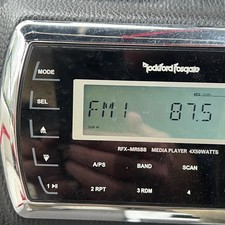 Rockford Fosgate
MODE
SEL
FM1 87.5
RFX-MR5BB MEDIA PLAYER 4X50WATTS
A/PS BAND SCAN
1 2 RPT 3 RDM 4